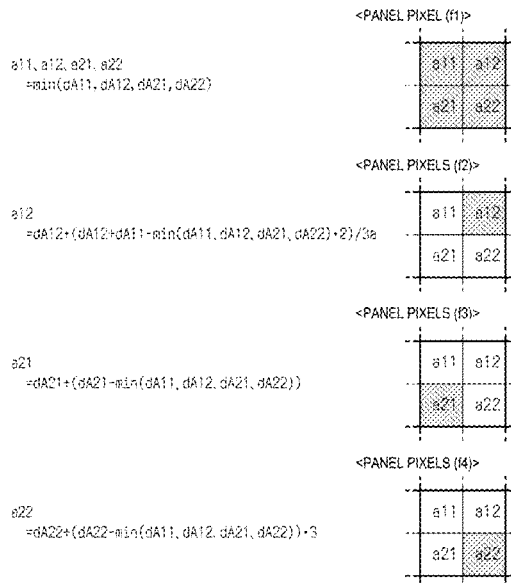 <PANEL PIXEL (f1)>
a11, a12, a21, a22
=min(dA11, dA12, dA21, dA22)
a11 a12
a21 a22
<PANEL PIXELS (f2)>
a12
=dA12+(dA12+dA11-min(dA11, dA12, dA21, dA22)*2)/3a
a11 a12
a21 a22
<PANEL PIXELS (f3)>
a21
=dA21+(dA21-min(dA11, dA12, dA21, dA22))
a11 a12
a21 a22
<PANEL PIXELS (f4)>
a22
=dA22+(dA22-min(dA11, dA12, dA21, dA22))*3
a11 a12
a21 a22